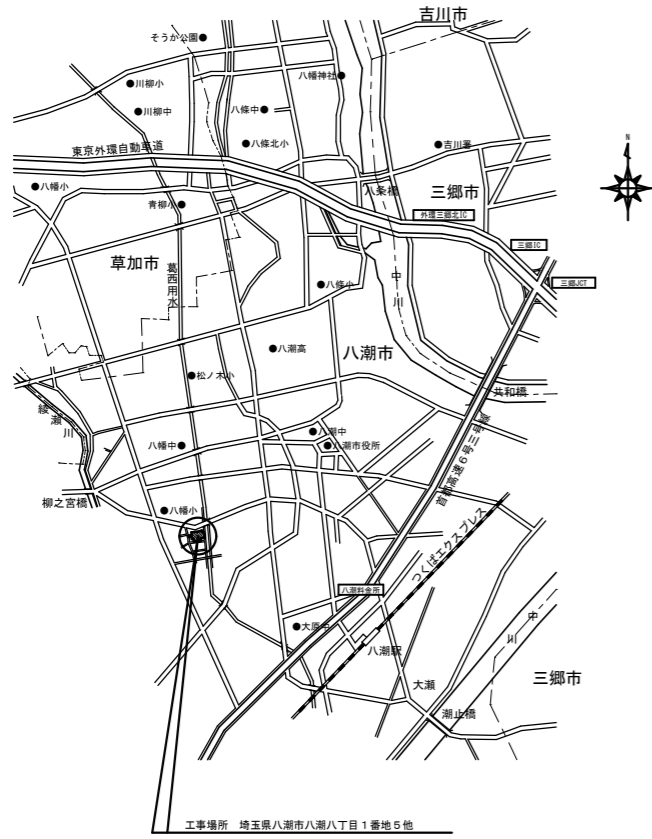 吉川市
そうか公園
八幡神社
川柳小
川柳中
八條中
八條北小
吉川署
東京外環自動車道
八幡小
青柳小
八条橋
三郷市
外環三郷北IC
三郷IC
三郷JCT
草加市
葛西用水
中川
八條小
八潮市
八潮高
松ノ木小
共和橋
綾瀬川
八潮中
八幡中
八潮市役所
首都高速6号三郷線
柳之宮橋
八幡小
つくばエクスプレス
八潮料金所
中川
大原中
八潮駅
大瀬
三郷市
潮止橋
工事場所 埼玉県八潮市八潮八丁目1番地5他
N